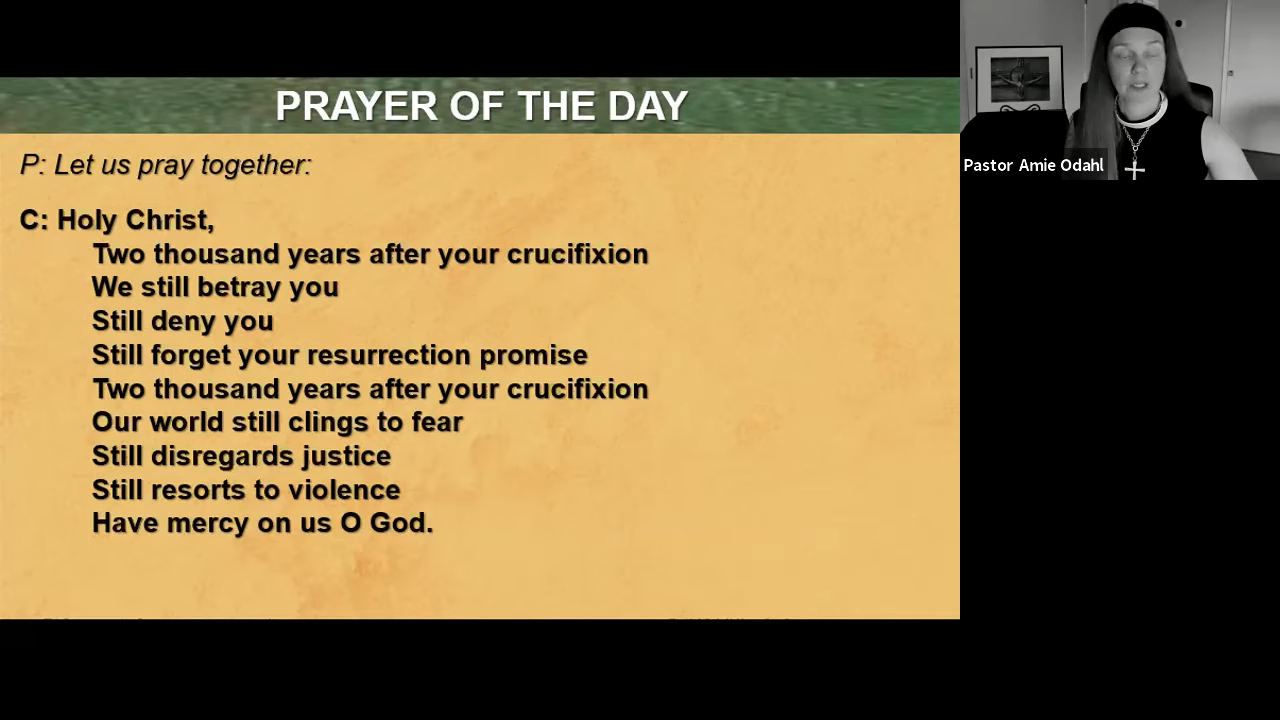 PRAYER OF THE DAY
P: Let us pray together:
C: Holy Christ,
Two thousand years after your crucifixion
We still betray you
Still deny you
Still forget your resurrection promise
Two thousand years after your crucifixion
Our world still clings to fear
Still disregards justice
Still resorts to violence
Have mercy on us O God.
Pastor Amie Odahl